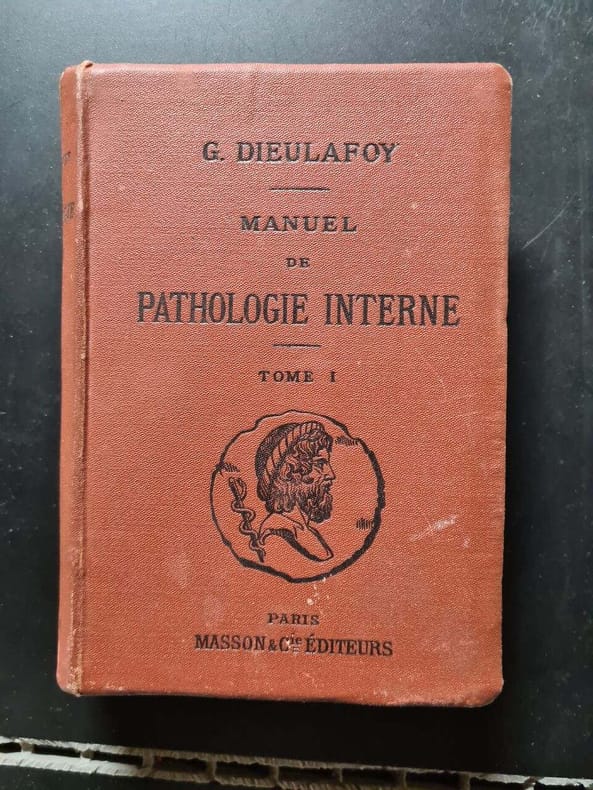 G. DIEULAFOY
MANUEL
DE
PATHOLOGIE INTERNE
TOME I
PARIS
MASSON & Cie ÉDITEURS